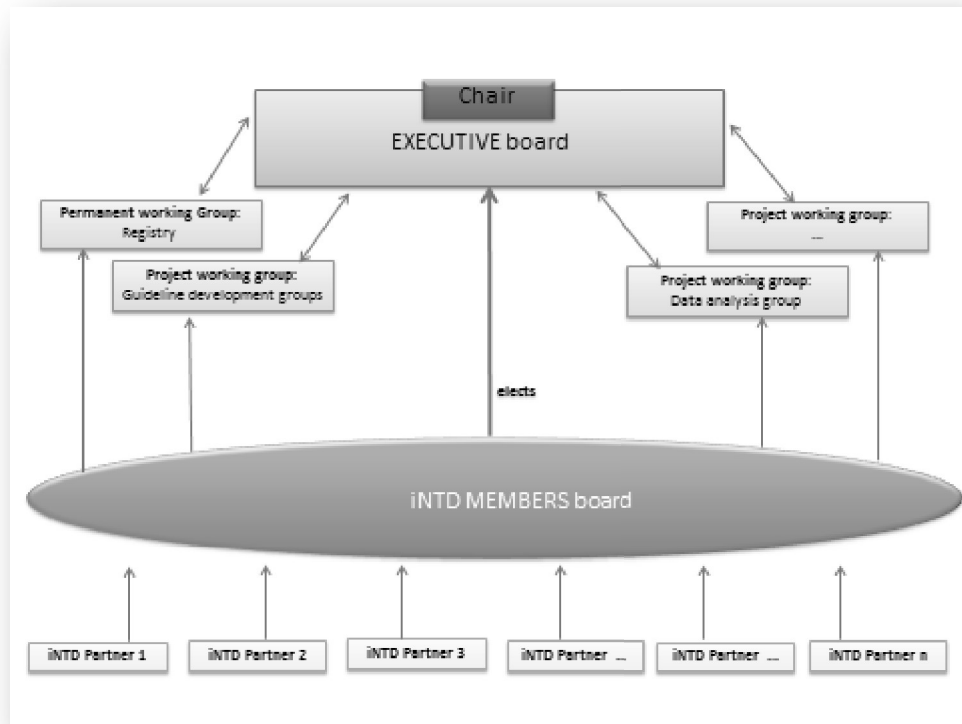 Chair
EXECUTIVE board
Permanent working Group:
Registry
Project working group:
...
Project working group:
Guideline development groups
Project working group:
Data analysis group
elects
iNTD MEMBERS board
iNTD Partner 1
iNTD Partner 2
iNTD Partner 3
iNTD Partner ...
iNTD Partner ...
iNTD Partner n